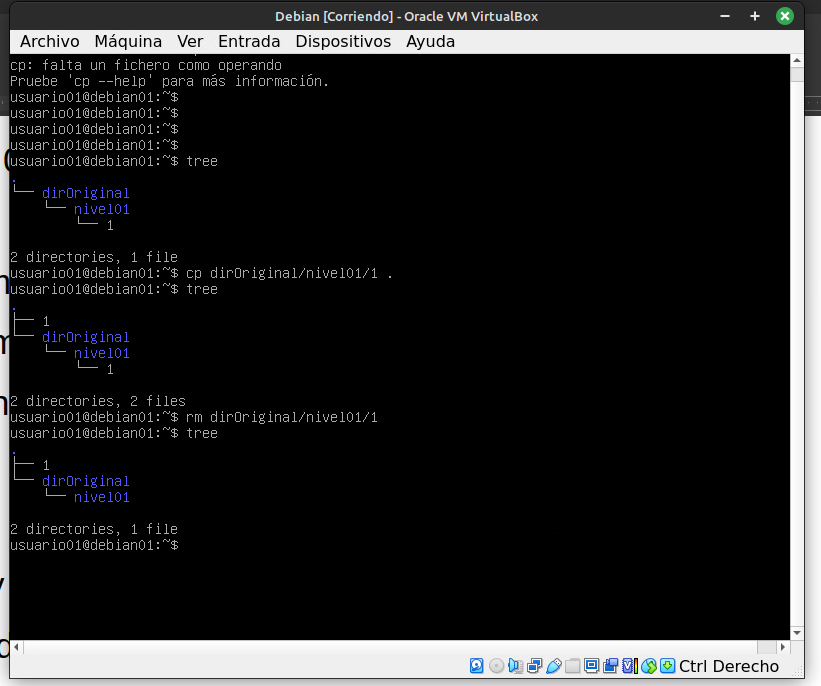 Debian [Corriendo] - Oracle VM VirtualBox
Archivo Máquina Ver Entrada Dispositivos Ayuda
cp: falta un fichero como operando
Pruebe 'cp --help' para más información.
usuario01@debian01:~$
usuario01@debian01:~$
usuario01@debian01:~$
usuario01@debian01:~$
usuario01@debian01:~$ tree
.
└── dirOriginal
    └── nivel01
        └── 1
2 directories, 1 file
usuario01@debian01:~$ cp dirOriginal/nivel01/1 .
usuario01@debian01:~$ tree
.
├── 1
└── dirOriginal
    └── nivel01
        └── 1
2 directories, 2 files
usuario01@debian01:~$ rm dirOriginal/nivel01/1
usuario01@debian01:~$ tree
.
├── 1
└── dirOriginal
    └── nivel01
2 directories, 1 file
usuario01@debian01:~$
Ctrl Derecho